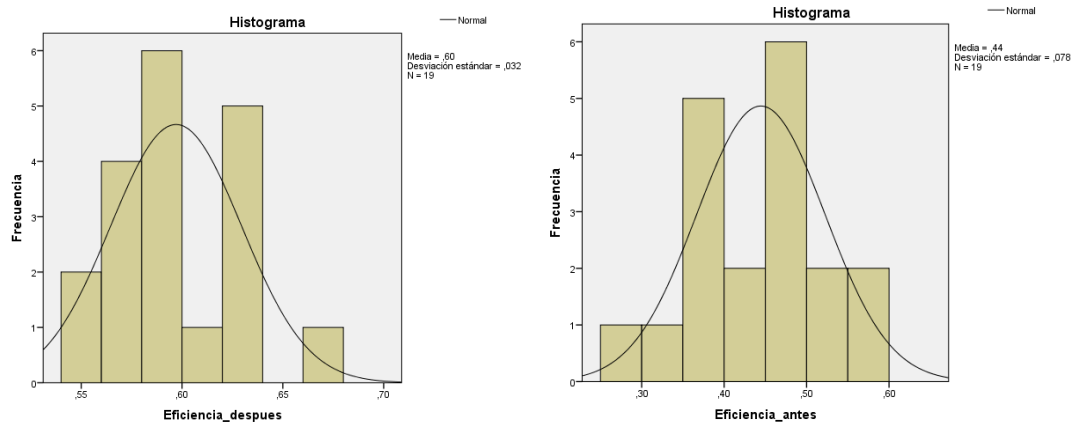 Histograma
Normal
Media = ,60
Desviación estándar = ,032
N = 19
6
5
4
3
2
1
0
Frecuencia
,55
,60
,65
,70
Eficiencia_despues
Histograma
Normal
Media = ,44
Desviación estándar = ,078
N = 19
6
5
4
3
2
1
0
Frecuencia
,30
,40
,50
,60
Eficiencia_antes